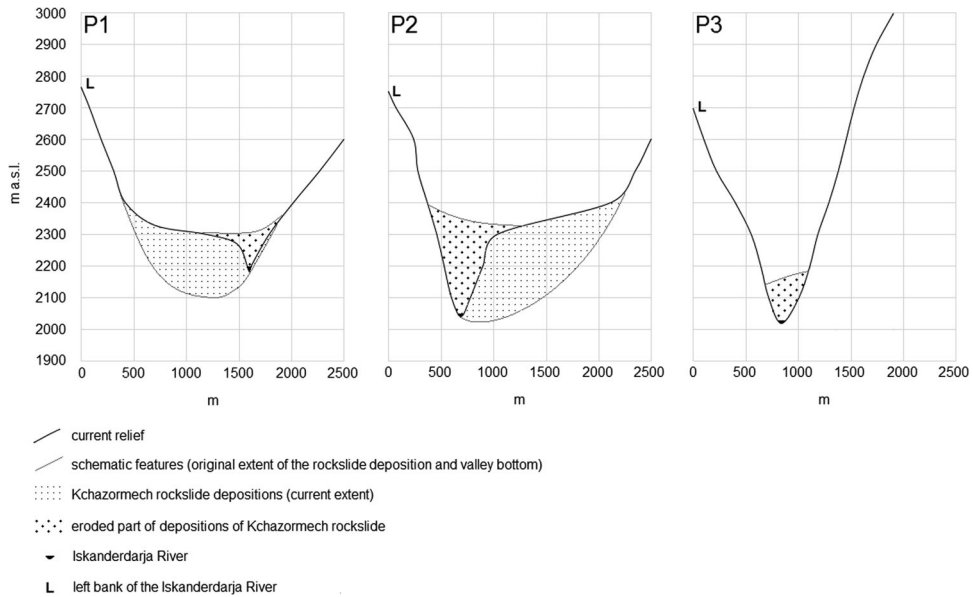 P1
P2
P3
3000
2900
2800
2700
2600
2500
2400
2300
2200
2100
2000
1900
m a.s.l.
L
L
L
0 500 1000 1500 2000 2500
0 500 1000 1500 2000 2500
0 500 1000 1500 2000 2500
m
m
m
current relief
schematic features (original extent of the rockslide deposition and valley bottom)
Kchazormech rockslide depositions (current extent)
eroded part of depositions of Kchazormech rockslide
Iskanderdarja River
L left bank of the Iskanderdarja River